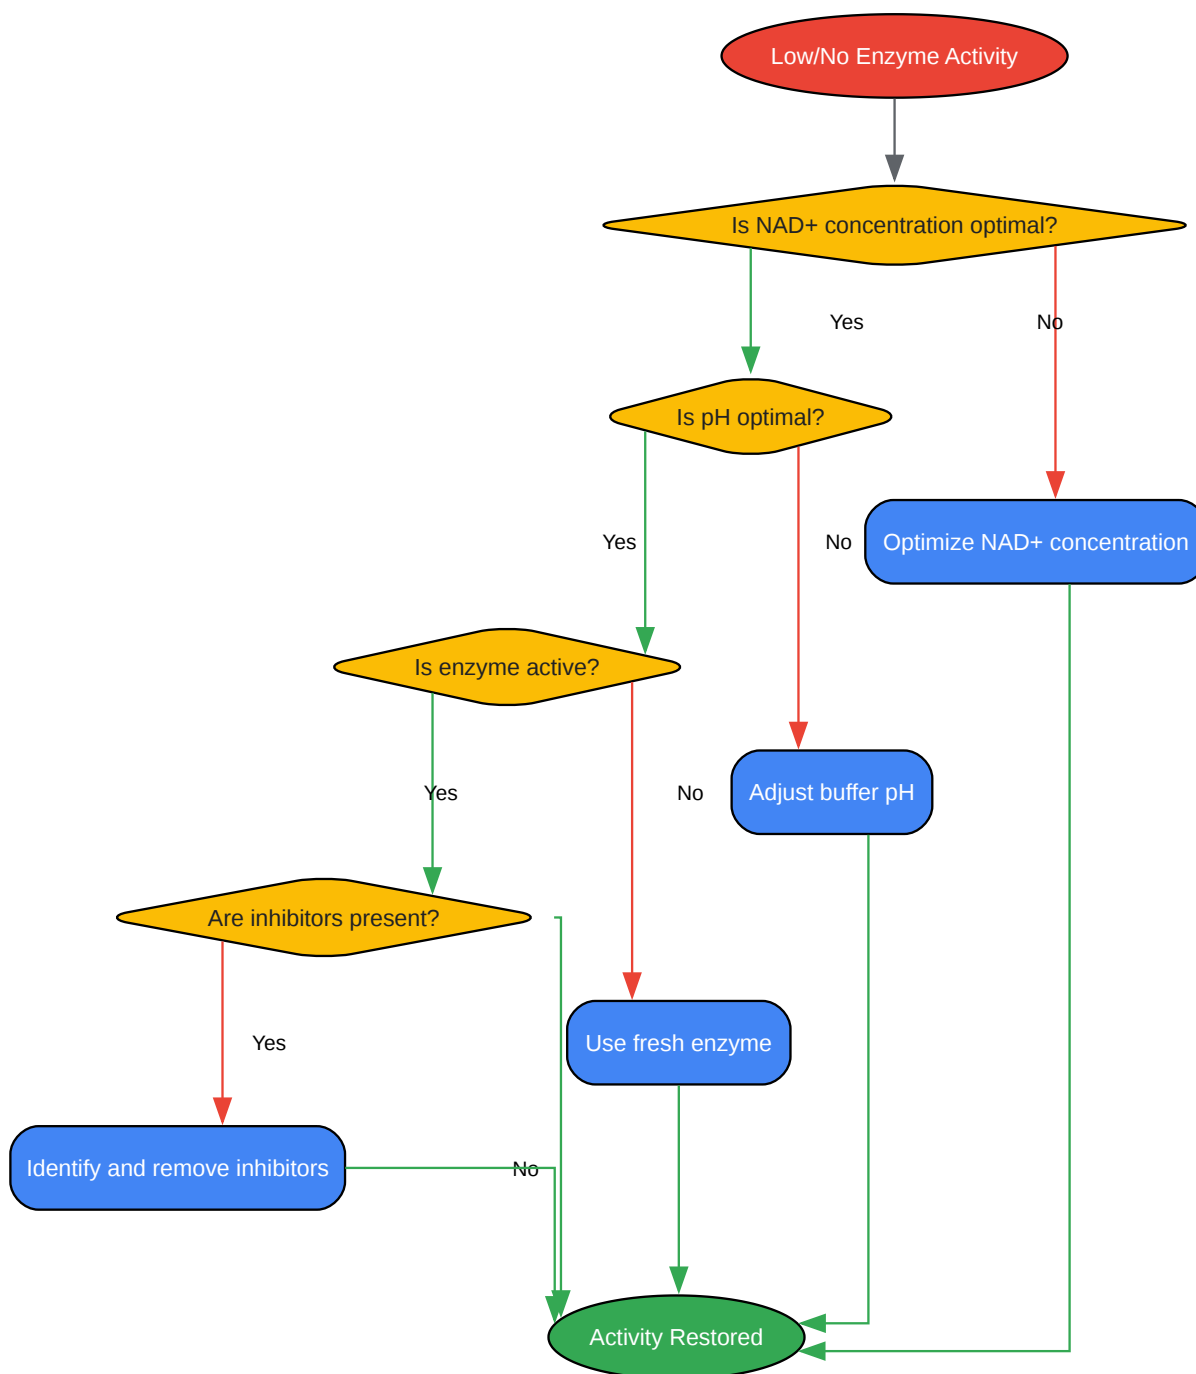 Low/No Enzyme Activity
Is NAD+ concentration optimal?
Yes
No
Is pH optimal?
Yes
No
Optimize NAD+ concentration
Is enzyme active?
Yes
No
Adjust buffer pH
Are inhibitors present?
Yes
Use fresh enzyme
Identify and remove inhibitors
No
Activity Restored